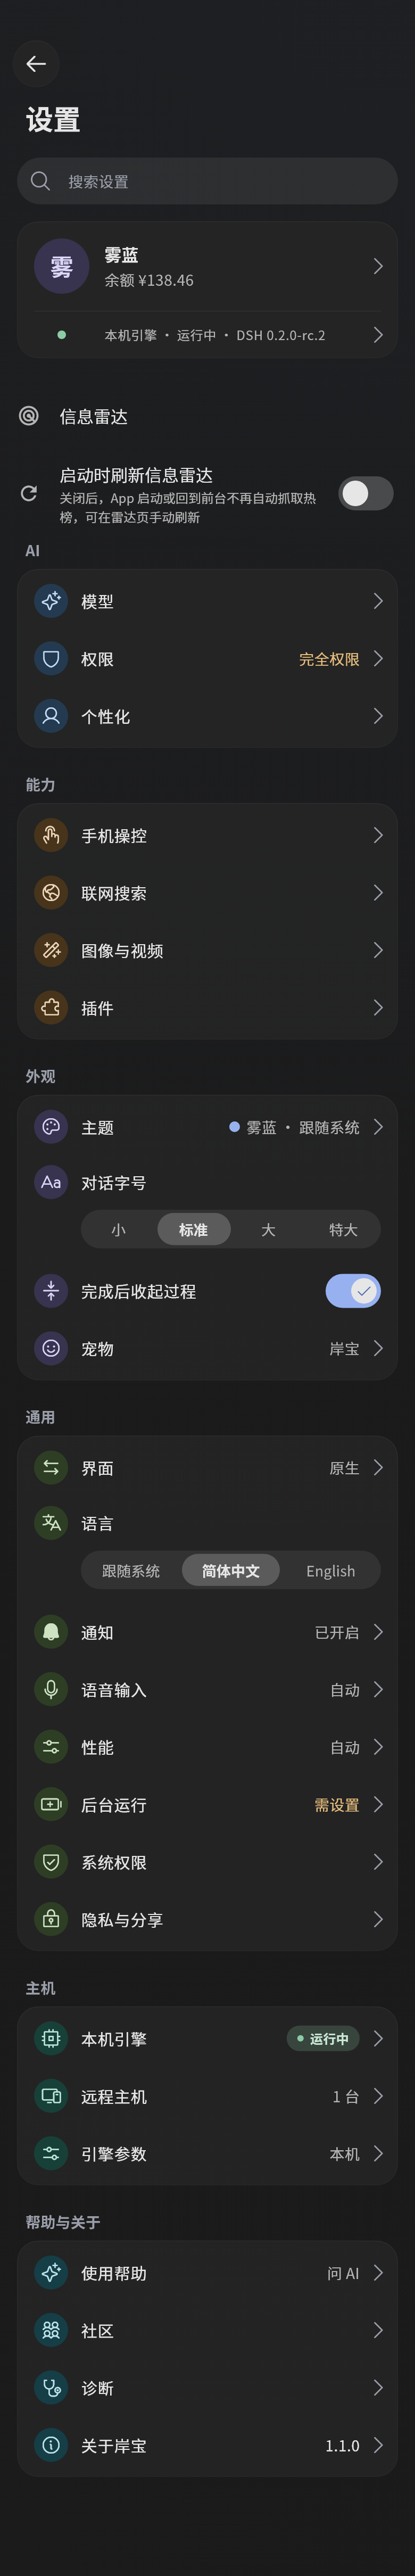 设置
搜索设置
雾
雾蓝
余额 ¥138.46
本机引擎 · 运行中 · DSH 0.2.0-rc.2
信息雷达
启动时刷新信息雷达
关闭后，App 启动或回到前台不再自动抓取热
榜，可在雷达页手动刷新
AI
模型
权限 完全权限
个性化
能力
手机操控
联网搜索
图像与视频
插件
外观
主题 雾蓝 · 跟随系统
Aa 对话字号
小 标准 大 特大
完成后收起过程
宠物 岸宝
通用
界面 原生
语言
跟随系统 简体中文 English
通知 已开启
语音输入 自动
性能 自动
后台运行 需设置
系统权限
隐私与分享
主机
本机引擎 运行中
远程主机 1 台
引擎参数 本机
帮助与关于
使用帮助 问 AI
社区
诊断
关于岸宝 1.1.0